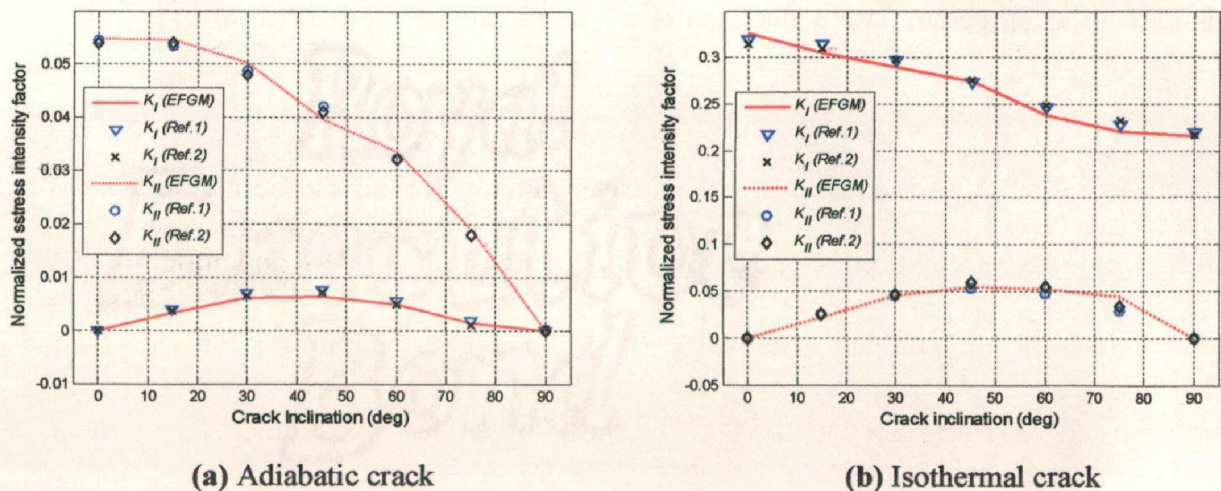 Normalized sstress intensity factor
0.05
0.04
0.03
0.02
0.01
0
-0.01
K_I (EFGM)
K_I (Ref.1)
K_I (Ref.2)
K_II (EFGM)
K_II (Ref.1)
K_II (Ref.2)
0 10 20 30 40 50 60 70 80 90
Crack Inclination (deg)
(a) Adiabatic crack
Normalized stress intensity factor
0.3
0.25
0.2
0.15
0.1
0.05
0
-0.05
K_I (EFGM)
K_I (Ref.1)
K_I (Ref.2)
K_II (EFGM)
K_II (Ref.1)
K_II (Ref.2)
0 10 20 30 40 50 60 70 80 90
Crack inclination (deg)
(b) Isothermal crack